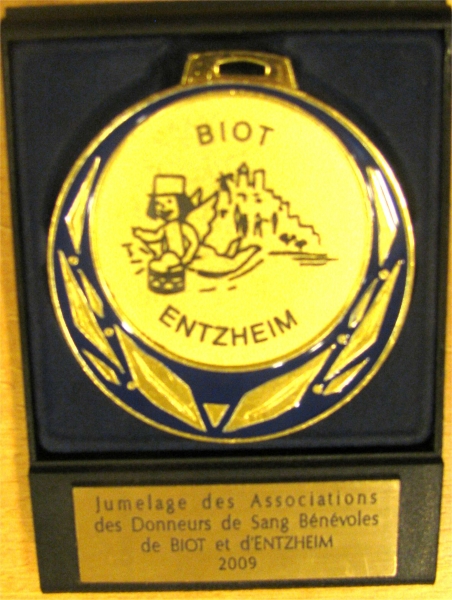 BIOT
ENTZHEIM
Jumelage des Associations
des Donneurs de Sang Bénévoles
de BIOT et d'ENTZHEIM
2009